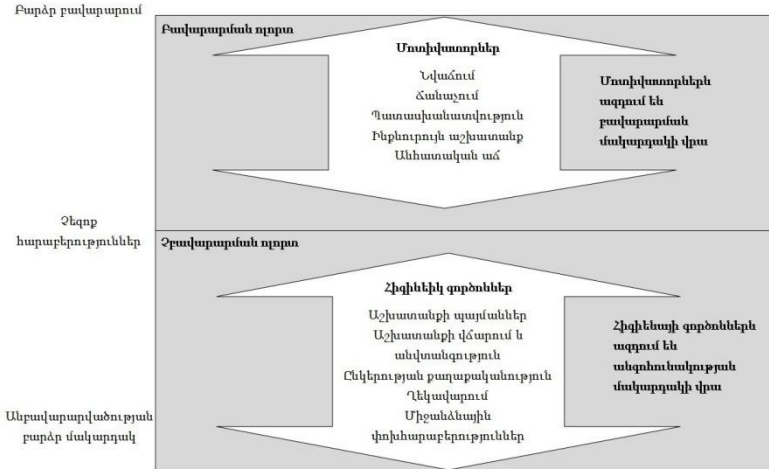 Բարձր բավարարում
Բավարարման ոլորտ
Մոտիվատորներ
Նվաճում
Ճանաչում
Պատասխանատվություն
Ինքնուրույն աշխատանք
Անհատական աճ
Մոտիվատորներն
ազդում են
բավարարման
մակարդակի վրա
Չեզոք
հարաբերություններ
Չբավարարման ոլորտ
Հիգինեիկ գործոններ
Աշխատանքի պայմաններ
Աշխատանքի վճարում և
անվտանգություն
Ընկերության քաղաքականություն
Ղեկավարում
Միջանձնային
փոխհարաբերություններ
Հիգիենայի գործոններն
ազդում են
անգոհունակության
մակարդակի վրա
Անբավարարվածության
բարձր մակարդակ